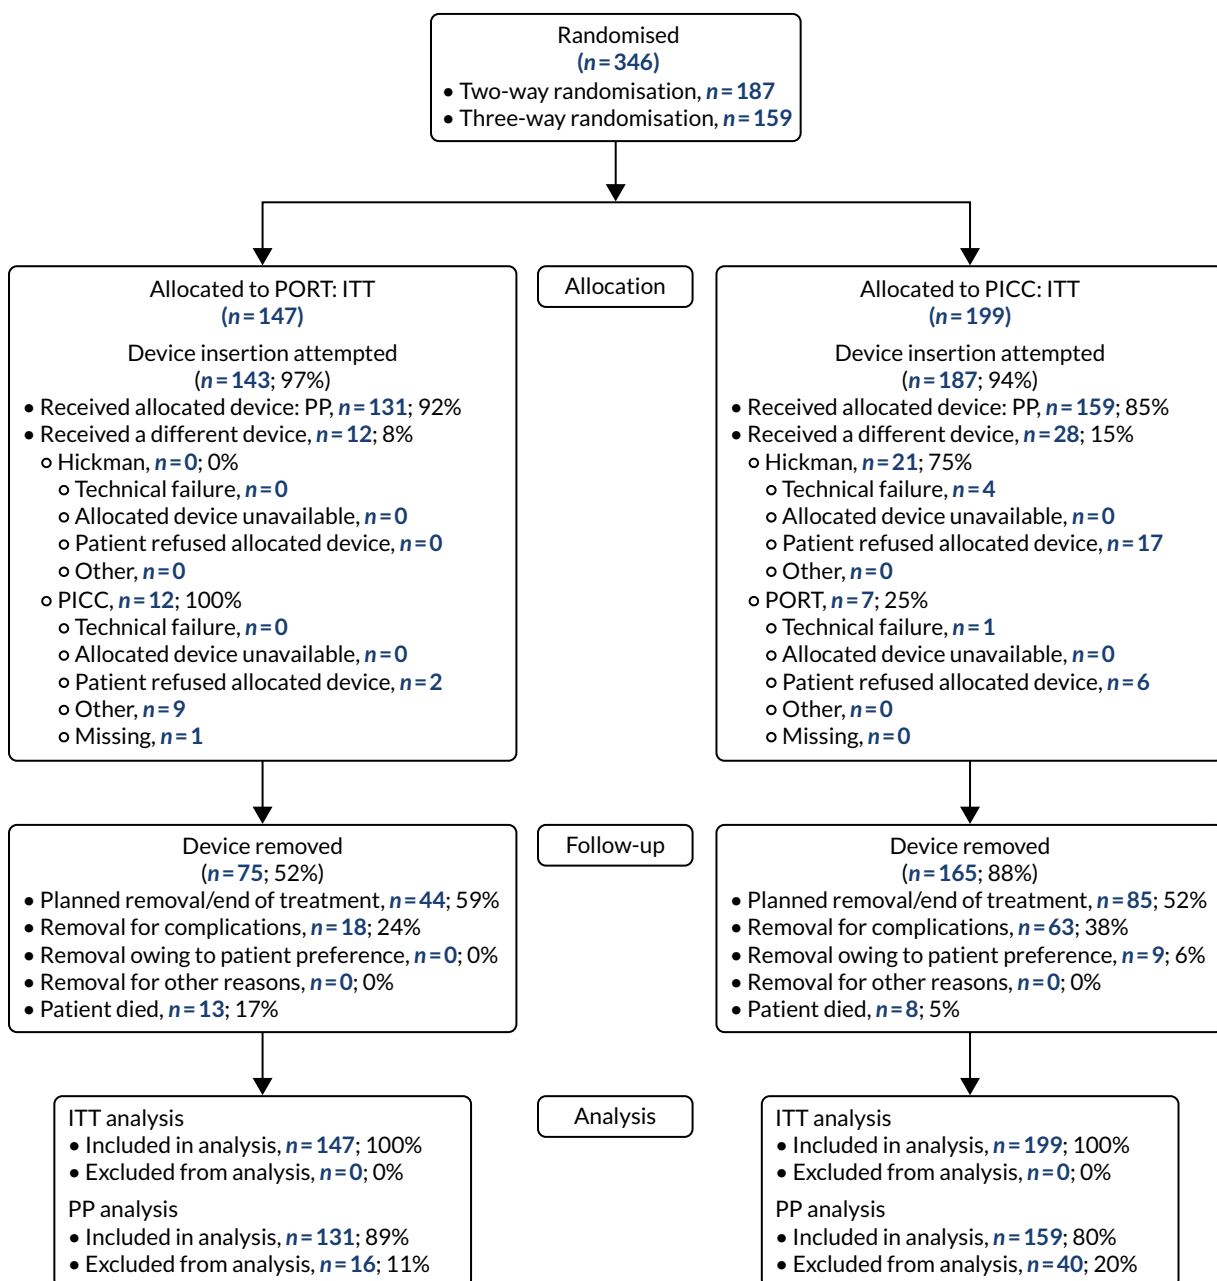 Randomised
(n=346)
• Two-way randomisation, n=187
• Three-way randomisation, n=159
Allocation
Allocated to PORT: ITT
(n=147)
Device insertion attempted
(n=143; 97%)
• Received allocated device: PP, n=131; 92%
• Received a different device, n=12; 8%
Hickman, n=0; 0%
Technical failure, n=0
Allocated device unavailable, n=0
Patient refused allocated device, n=0
Other, n=0
PICC, n=12; 100%
Technical failure, n=0
Allocated device unavailable, n=0
Patient refused allocated device, n=2
Other, n=9
Missing, n=1
Allocated to PICC: ITT
(n=199)
Device insertion attempted
(n=187; 94%)
• Received allocated device: PP, n=159; 85%
• Received a different device, n=28; 15%
Hickman, n=21; 75%
Technical failure, n=4
Allocated device unavailable, n=0
Patient refused allocated device, n=17
Other, n=0
PORT, n=7; 25%
Technical failure, n=1
Allocated device unavailable, n=0
Patient refused allocated device, n=6
Other, n=0
Missing, n=0
Follow-up
Device removed
(n=75; 52%)
• Planned removal/end of treatment, n=44; 59%
• Removal for complications, n=18; 24%
• Removal owing to patient preference, n=0; 0%
• Removal for other reasons, n=0; 0%
• Patient died, n=13; 17%
Device removed
(n=165; 88%)
• Planned removal/end of treatment, n=85; 52%
• Removal for complications, n=63; 38%
• Removal owing to patient preference, n=9; 6%
• Removal for other reasons, n=0; 0%
• Patient died, n=8; 5%
Analysis
ITT analysis
• Included in analysis, n=147; 100%
• Excluded from analysis, n=0; 0%
PP analysis
• Included in analysis, n=131; 89%
• Excluded from analysis, n=16; 11%
ITT analysis
• Included in analysis, n=199; 100%
• Excluded from analysis, n=0; 0%
PP analysis
• Included in analysis, n=159; 80%
• Excluded from analysis, n=40; 20%